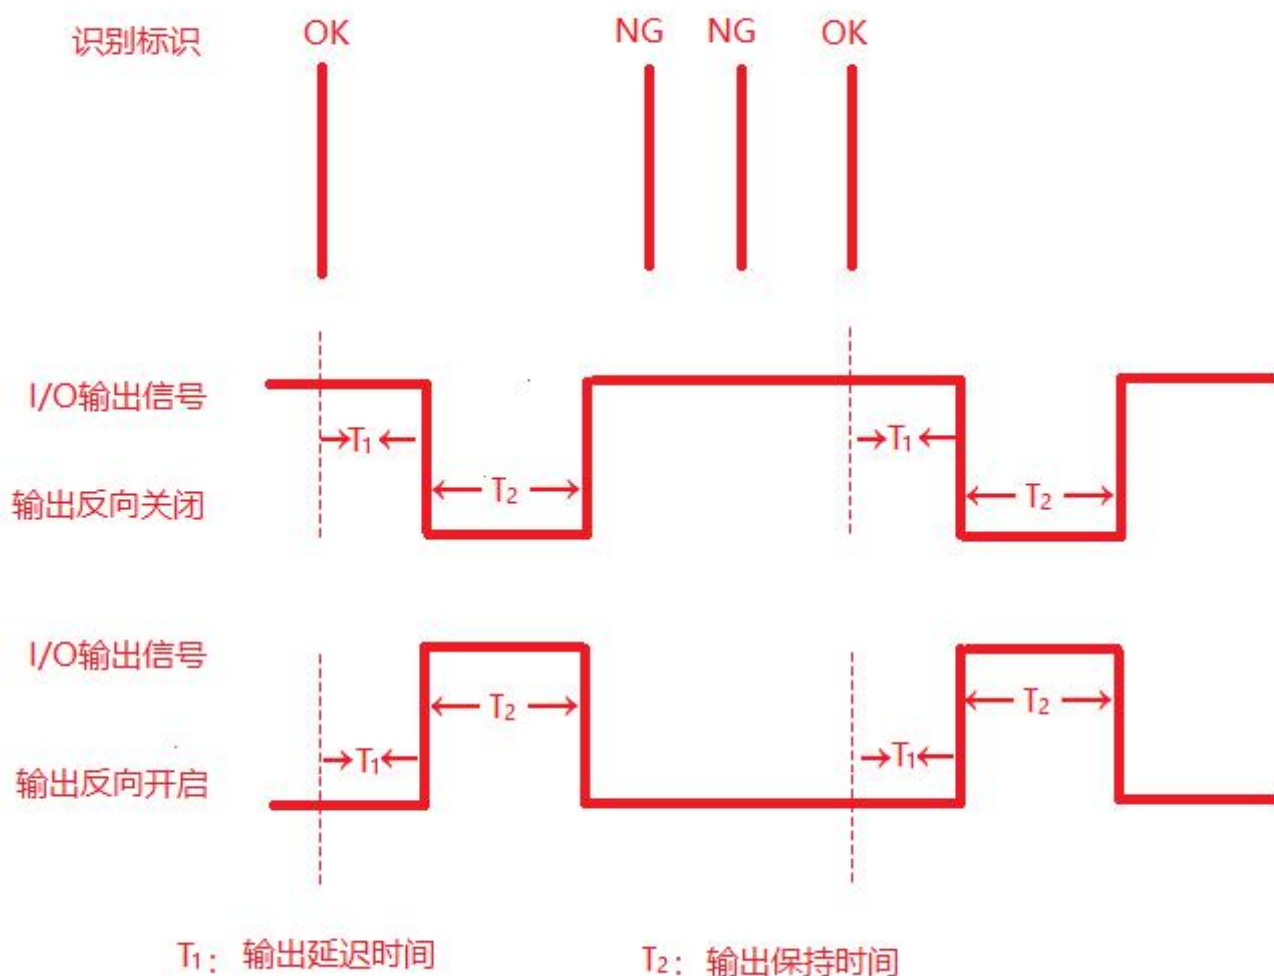 识别标识 OK NG NG OK
I/O输出信号
T₁ T₁
输出反向关闭 T₂ T₂
I/O输出信号
T₂ T₂
输出反向开启 T₁ T₁
T₁：输出延迟时间 T₂：输出保持时间